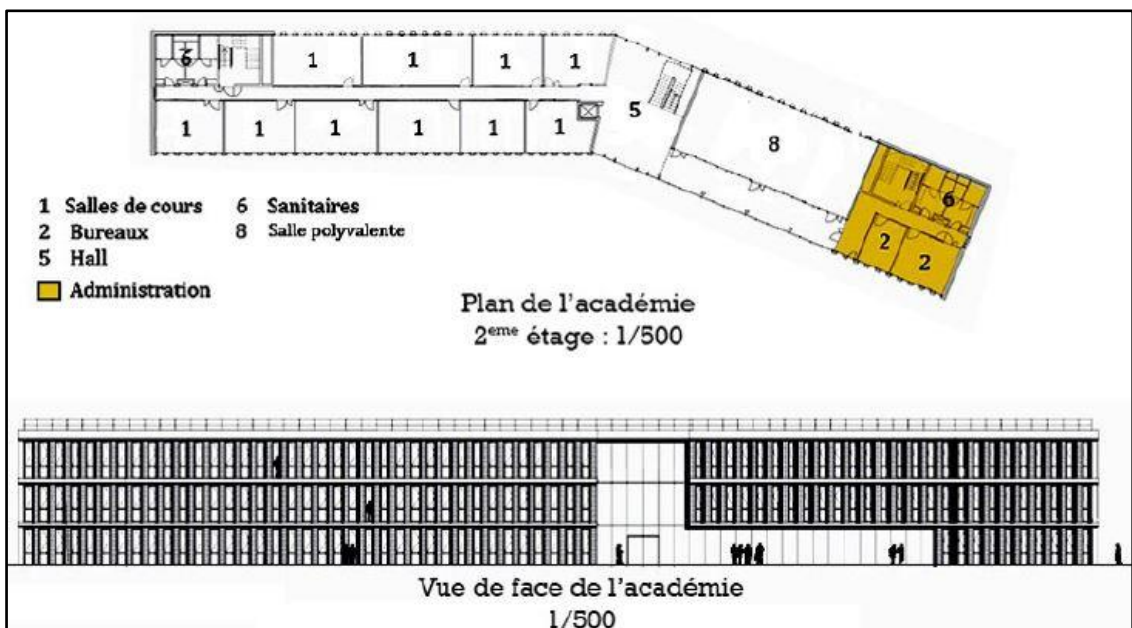 6 1 1 1 1
1 1 1 1 1 1 5
8
6
2 2
1 Salles de cours 6 Sanitaires
2 Bureaux 8 Salle polyvalente
5 Hall
Administration
Plan de l'académie
2eme étage : 1/500
Vue de face de l'académie
1/500